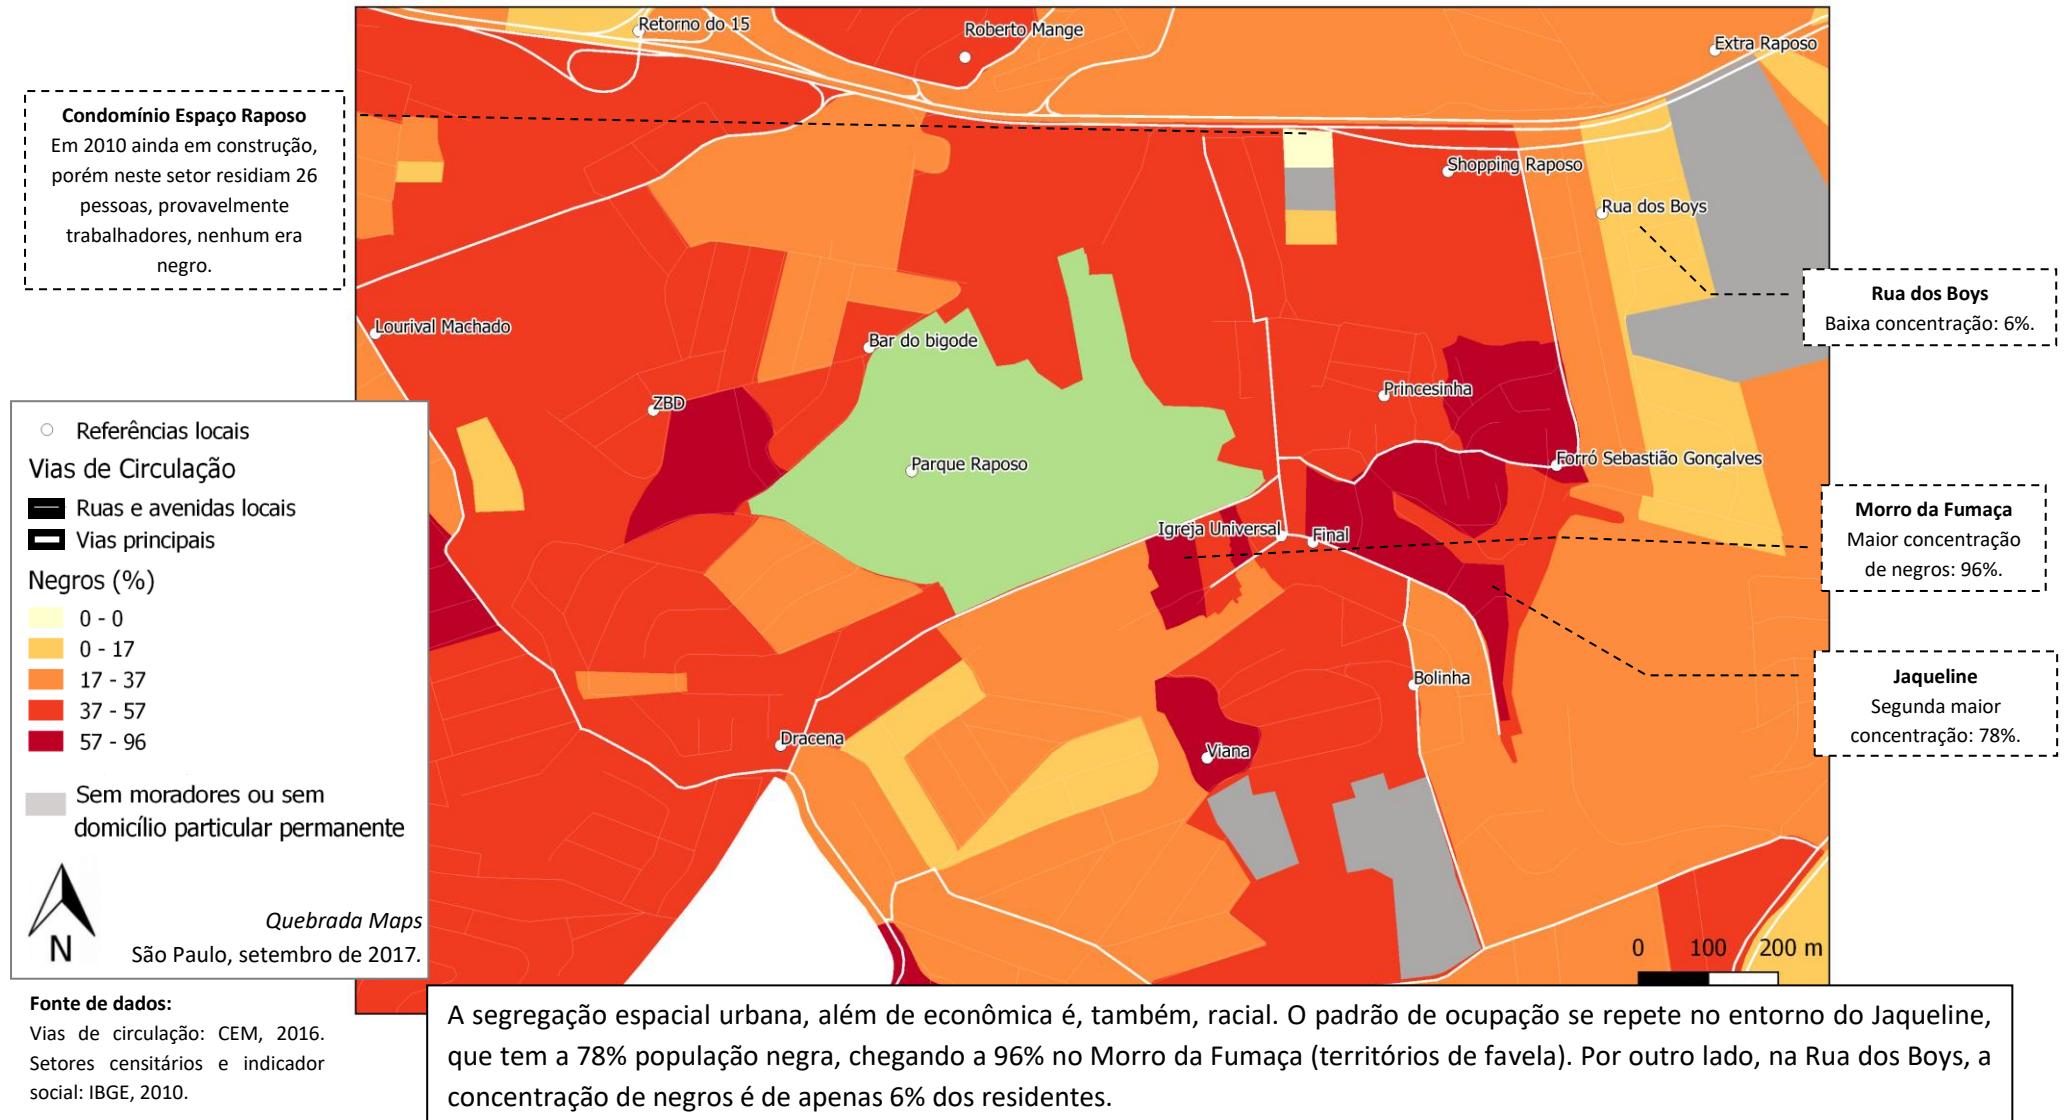 Retorno do 15
Roberto Mange
Extra Raposo
Condomínio Espaço Raposo
Em 2010 ainda em construção,
porém neste setor residiam 26
pessoas, provavelmente
trabalhadores, nenhum era
negro.
Shopping Raposo
Rua dos Boys
Rua dos Boys
Baixa concentração: 6%.
Lourival Machado
Bar do bigode
Princesinha
ZBD
Parque Raposo
Forró Sebastião Gonçalves
Igreja Universal
Final
Morro da Fumaça
Maior concentração
de negros: 96%.
Jaqueline
Segunda maior
concentração: 78%.
Bolinha
Dracena
Viana
Referências locais
Vias de Circulação
Ruas e avenidas locais
Vias principais
Negros (%)
0 - 0
0 - 17
17 - 37
37 - 57
57 - 96
Sem moradores ou sem
domicílio particular permanente
N
Quebrada Maps
São Paulo, setembro de 2017.
0 100 200 m
Fonte de dados:
Vias de circulação: CEM, 2016.
Setores censitários e indicador
social: IBGE, 2010.
A segregação espacial urbana, além de econômica é, também, racial. O padrão de ocupação se repete no entorno do Jaqueline,
que tem a 78% população negra, chegando a 96% no Morro da Fumaça (territórios de favela). Por outro lado, na Rua dos Boys, a
concentração de negros é de apenas 6% dos residentes.